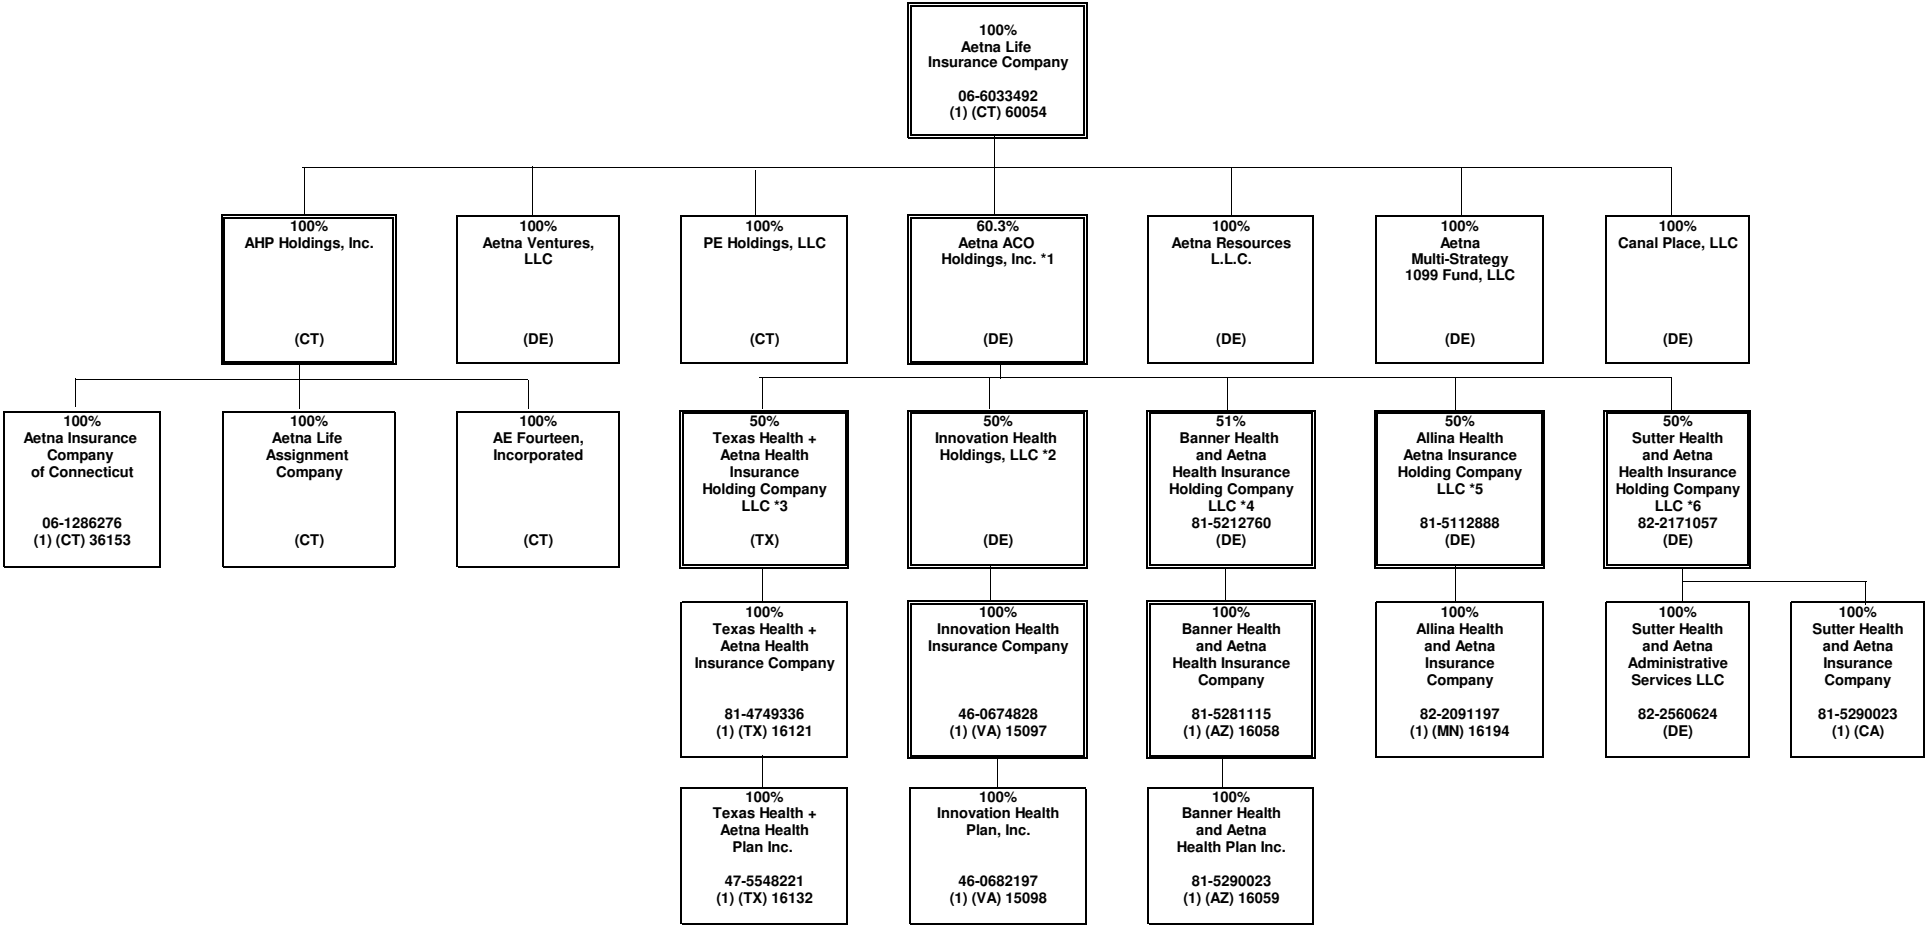 100%
Aetna Life
Insurance Company
06-6033492
(1) (CT) 60054
100%
AHP Holdings, Inc.
(CT)
100%
Aetna Ventures,
LLC
(DE)
100%
PE Holdings, LLC
(CT)
60.3%
Aetna ACO
Holdings, Inc. *1
(DE)
100%
Aetna Resources
L.L.C.
(DE)
100%
Aetna
Multi-Strategy
1099 Fund, LLC
(DE)
100%
Canal Place, LLC
(DE)
100%
Aetna Insurance
Company
of Connecticut
06-1286276
(1) (CT) 36153
100%
Aetna Life
Assignment
Company
(CT)
100%
AE Fourteen,
Incorporated
(CT)
50%
Texas Health +
Aetna Health
Insurance
Holding Company
LLC *3
(TX)
50%
Innovation Health
Holdings, LLC *2
(DE)
51%
Banner Health
and Aetna
Health Insurance
Holding Company
LLC *4
81-5212760
(DE)
50%
Allina Health
Aetna Insurance
Holding Company
LLC *5
81-5112888
(DE)
50%
Sutter Health
and Aetna
Health Insurance
Holding Company
LLC *6
82-2171057
(DE)
100%
Texas Health +
Aetna Health
Insurance Company
81-4749336
(1) (TX) 16121
100%
Innovation Health
Insurance Company
46-0674828
(1) (VA) 15097
100%
Banner Health
and Aetna
Health Insurance
Company
81-5281115
(1) (AZ) 16058
100%
Allina Health
and Aetna
Insurance
Company
82-2091197
(1) (MN) 16194
100%
Sutter Health
and Aetna
Administrative
Services LLC
82-2560624
(DE)
100%
Sutter Health
and Aetna
Insurance
Company
81-5290023
(1) (CA)
100%
Texas Health +
Aetna Health
Plan Inc.
47-5548221
(1) (TX) 16132
100%
Innovation Health
Plan, Inc.
46-0682197
(1) (VA) 15098
100%
Banner Health
and Aetna
Health Plan Inc.
81-5290023
(1) (AZ) 16059